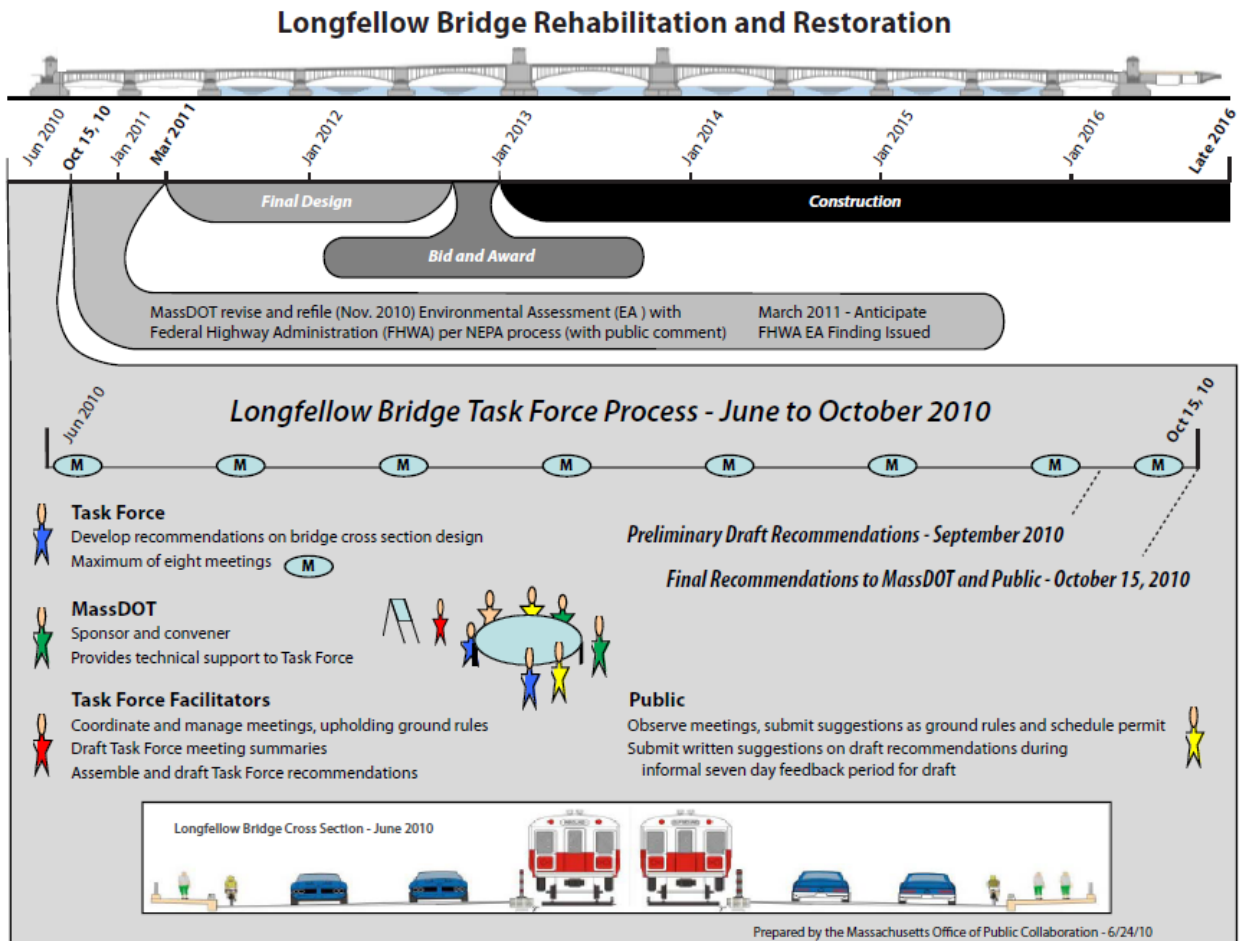 Longfellow Bridge Rehabilitation and Restoration
Jun 2010
Oct 15, 10
Jan 2011
Mar 2011
Jan 2012
Jan 2013
Jan 2014
Jan 2015
Jan 2016
Late 2016
Final Design
Construction
Bid and Award
MassDOT revise and refile (Nov. 2010) Environmental Assessment (EA ) with
Federal Highway Administration (FHWA) per NEPA process (with public comment)
March 2011 - Anticipate
FHWA EA Finding Issued
Longfellow Bridge Task Force Process - June to October 2010
Jun 2010
Oct 15, 10
M
M
M
M
M
M
M
M
Preliminary Draft Recommendations - September 2010
Final Recommendations to MassDOT and Public - October 15, 2010
Task Force
Develop recommendations on bridge cross section design
Maximum of eight meetings M
MassDOT
Sponsor and convener
Provides technical support to Task Force
Task Force Facilitators
Coordinate and manage meetings, upholding ground rules
Draft Task Force meeting summaries
Assemble and draft Task Force recommendations
Public
Observe meetings, submit suggestions as ground rules and schedule permit
Submit written suggestions on draft recommendations during
informal seven day feedback period for draft
Longfellow Bridge Cross Section - June 2010
Prepared by the Massachusetts Office of Public Collaboration - 6/24/10